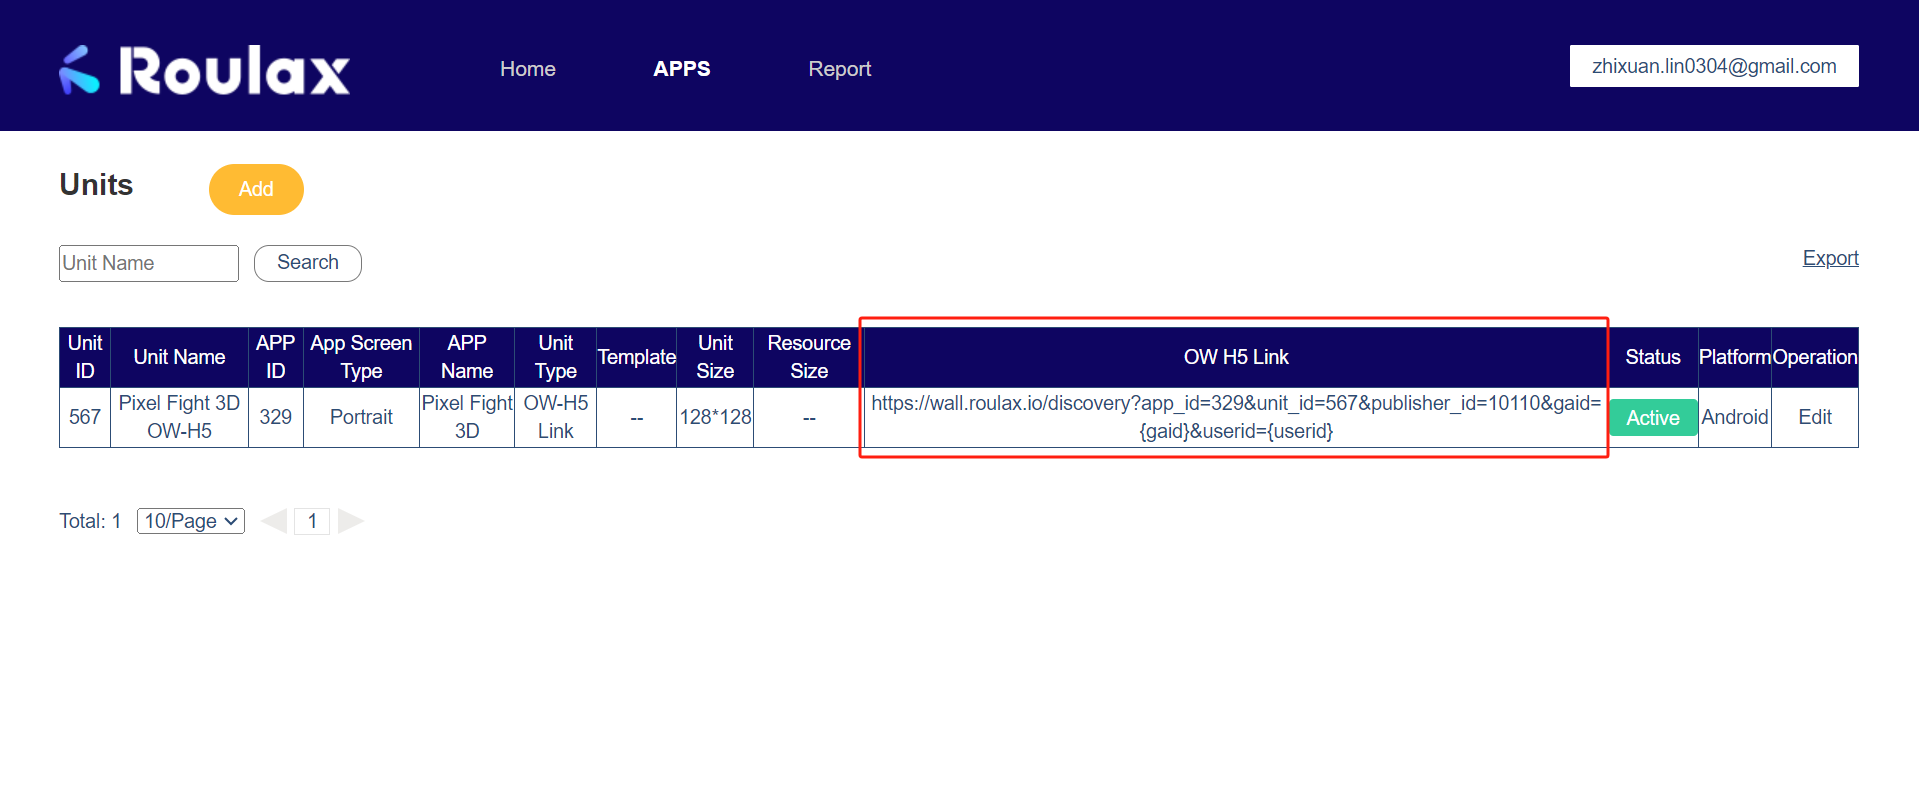 Roulax
Home
APPS
Report
zhixuan.lin0304@gmail.com
Units
Add
Unit Name
Search
Export
Unit ID
Unit Name
APP ID
App Screen Type
APP Name
Unit Type
Template
Unit Size
Resource Size
OW H5 Link
Status
Platform
Operation
567
Pixel Fight 3D
OW-H5
329
Portrait
Pixel Fight
3D
OW-H5
Link
--
128*128
--
https://wall.roulax.io/discovery?app_id=329&unit_id=567&publisher_id=10110&gaid=
{gaid}&userid={userid}
Active
Android
Edit
Total: 1
10/Page
1